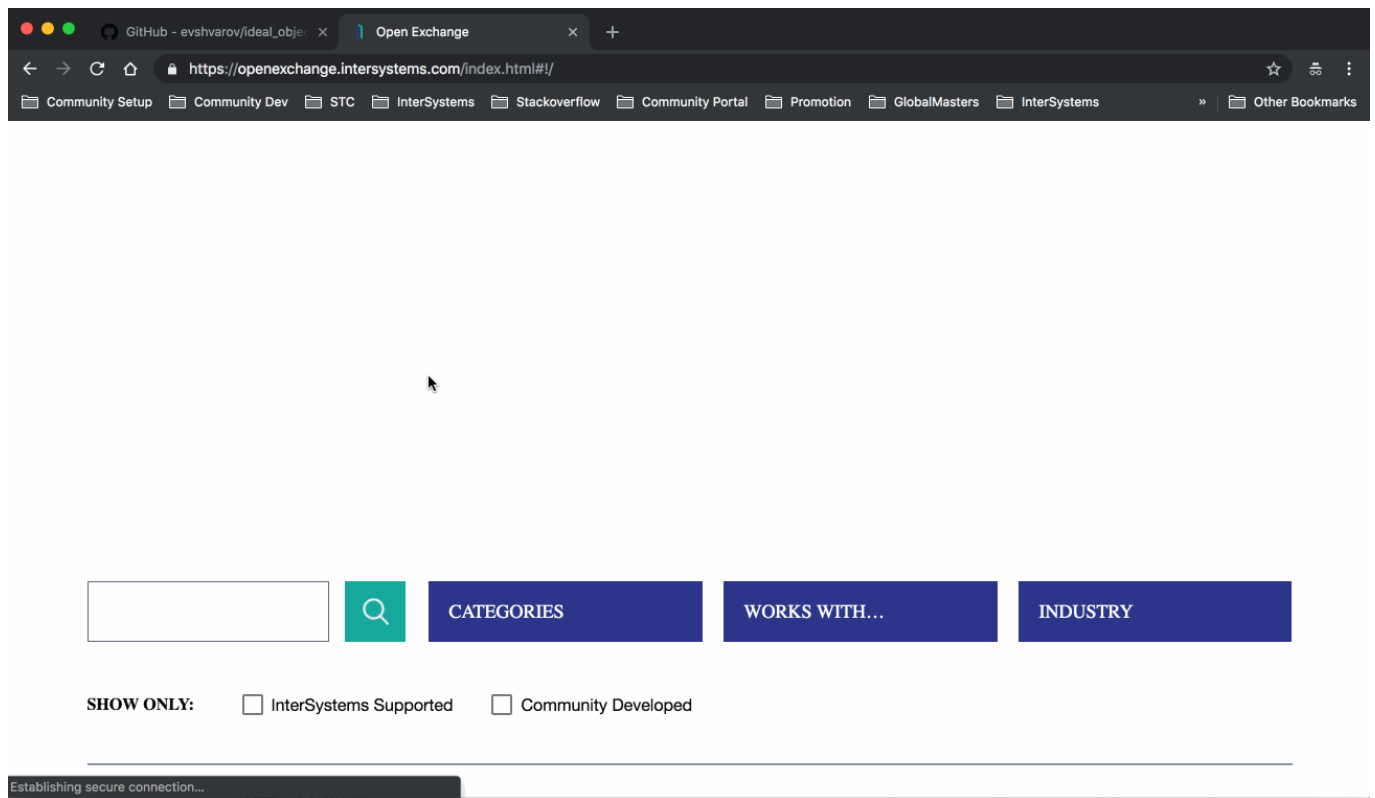 GitHub - evshvarov/ideal_objec
Open Exchange
https://openexchange.intersystems.com/index.html#!/
Community Setup Community Dev STC InterSystems Stackoverflow Community Portal Promotion GlobalMasters InterSystems » Other Bookmarks
CATEGORIES WORKS WITH... INDUSTRY
SHOW ONLY: InterSystems Supported Community Developed
Establishing secure connection...